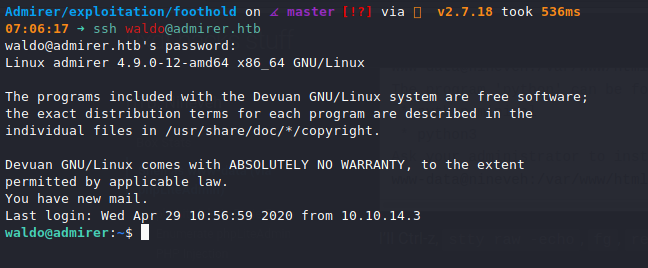 Admirer/exploitation/foothold on master [!?] via v2.7.18 took 536ms
07:06:17 ➜ ssh waldo@admirer.htb
waldo@admirer.htb's password:
Linux admirer 4.9.0-12-amd64 x86_64 GNU/Linux
The programs included with the Devuan GNU/Linux system are free software;
the exact distribution terms for each program are described in the
individual files in /usr/share/doc/*/copyright.
Devuan GNU/Linux comes with ABSOLUTELY NO WARRANTY, to the extent
permitted by applicable law.
You have new mail.
Last login: Wed Apr 29 10:56:59 2020 from 10.10.14.3
waldo@admirer:~$